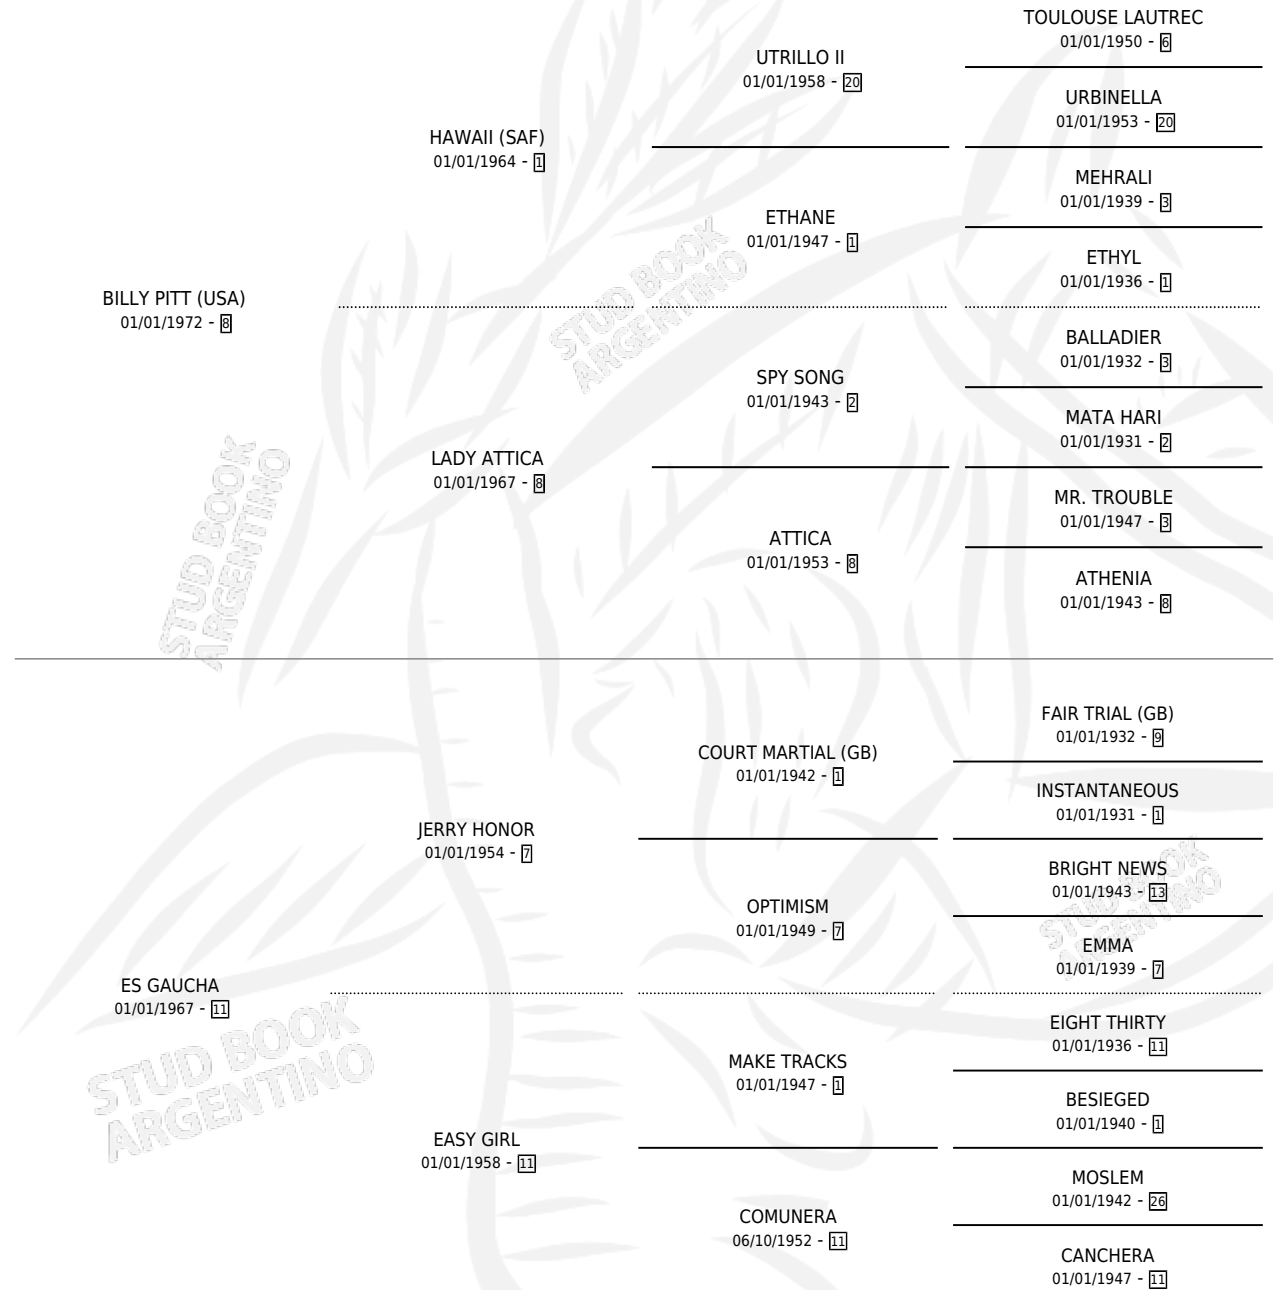 TOULOUSE LAUTREC
01/01/1950 - 6
UTRILLO II
01/01/1958 - 20
URBINELLA
01/01/1953 - 20
HAWAII (SAF)
01/01/1964 - 1
MEHRALI
01/01/1939 - 3
ETHANE
01/01/1947 - 1
ETHYL
01/01/1936 - 1
BILLY PITT (USA)
01/01/1972 - 8
BALLADIER
01/01/1932 - 3
SPY SONG
01/01/1943 - 2
MATA HARI
01/01/1931 - 2
LADY ATTICA
01/01/1967 - 8
MR. TROUBLE
01/01/1947 - 3
ATTICA
01/01/1953 - 8
ATHENIA
01/01/1943 - 8
FAIR TRIAL (GB)
01/01/1932 - 9
COURT MARTIAL (GB)
01/01/1942 - 1
INSTANTANEOUS
01/01/1931 - 1
JERRY HONOR
01/01/1954 - 7
BRIGHT NEWS
01/01/1943 - 13
OPTIMISM
01/01/1949 - 7
EMMA
01/01/1939 - 7
ES GAUCHA
01/01/1967 - 11
EIGHT THIRTY
01/01/1936 - 11
MAKE TRACKS
01/01/1947 - 1
BESIEGED
01/01/1940 - 1
EASY GIRL
01/01/1958 - 11
MOSLEM
01/01/1942 - 26
COMUNERA
06/10/1952 - 11
CANCHERA
01/01/1947 - 11
STUD BOOK
ARGENTINO
STUD BOOK
ARGENTINO
STUD BOOK
ARGENTINO
STUD BOOK
ARGENTINO